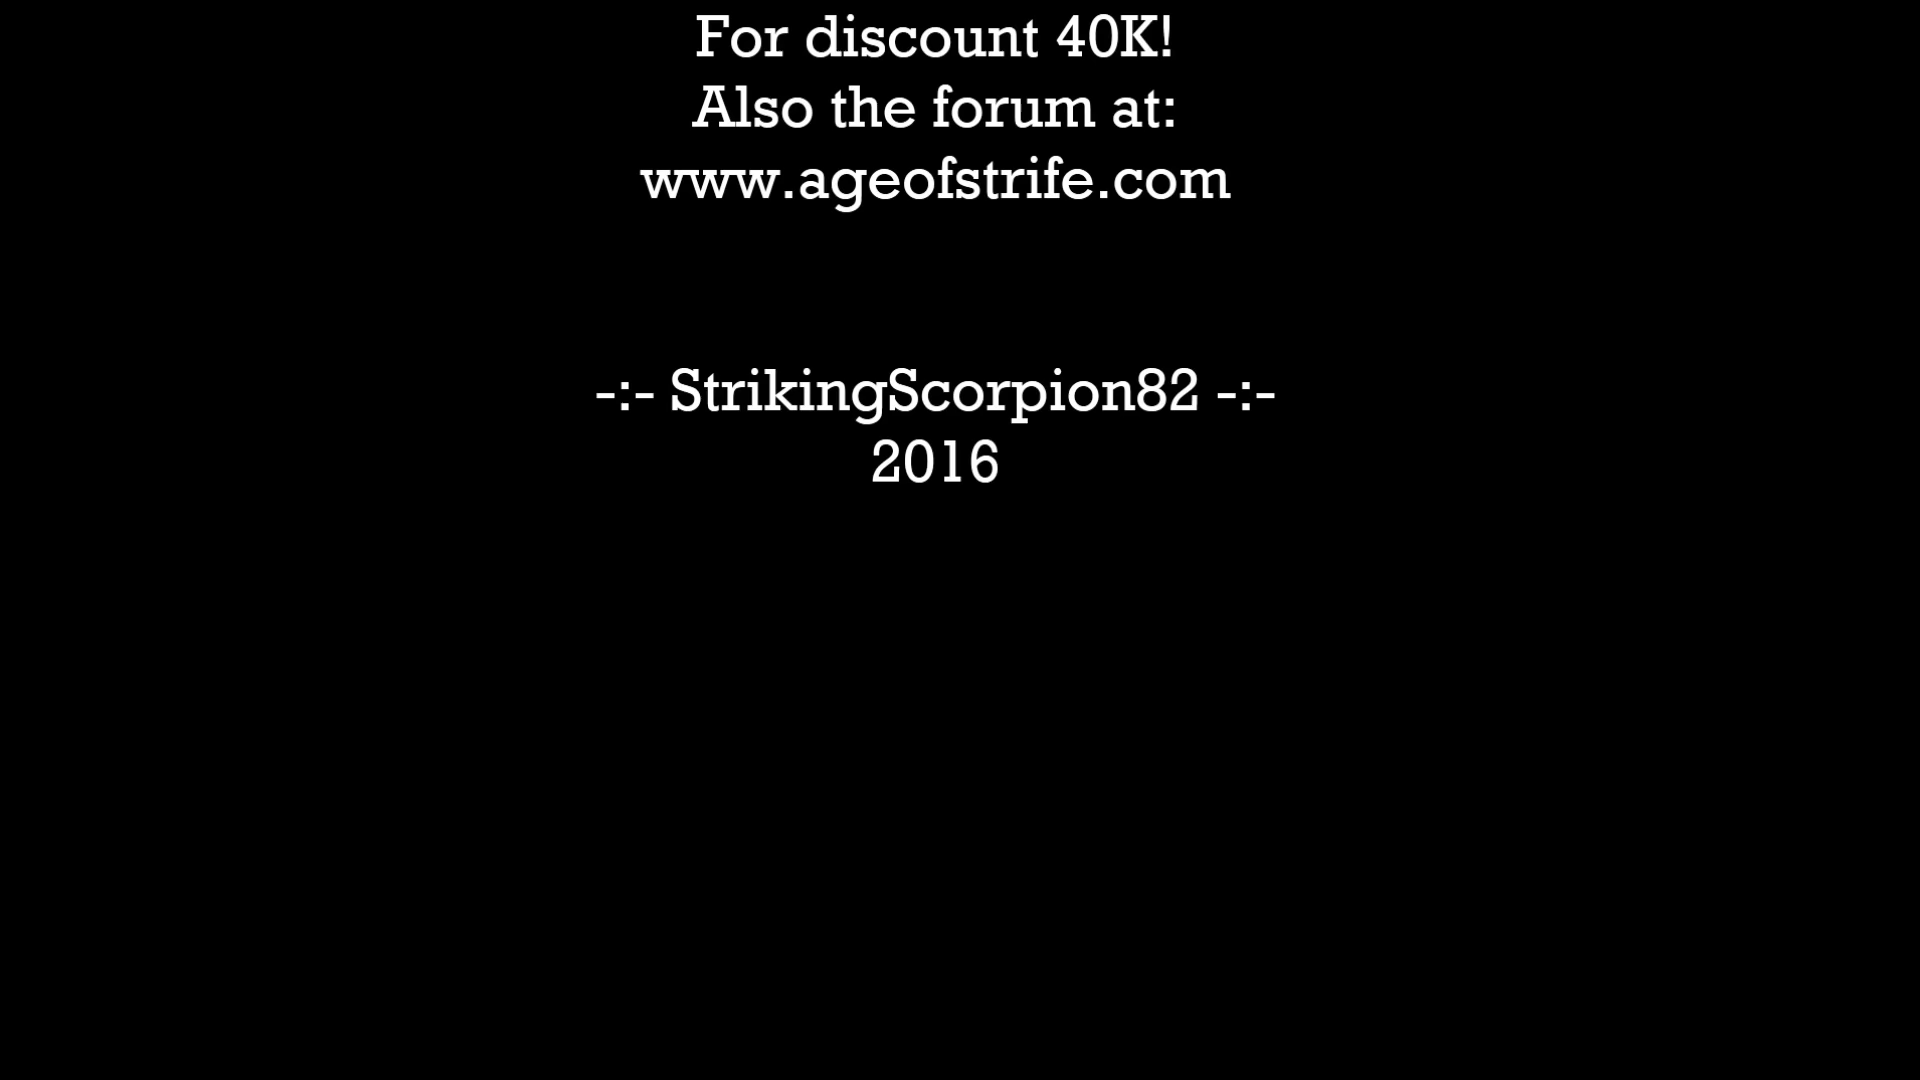 For discount 40K!
Also the forum at:
www.ageofstrife.com
-:- StrikingScorpion82 -:-
2016